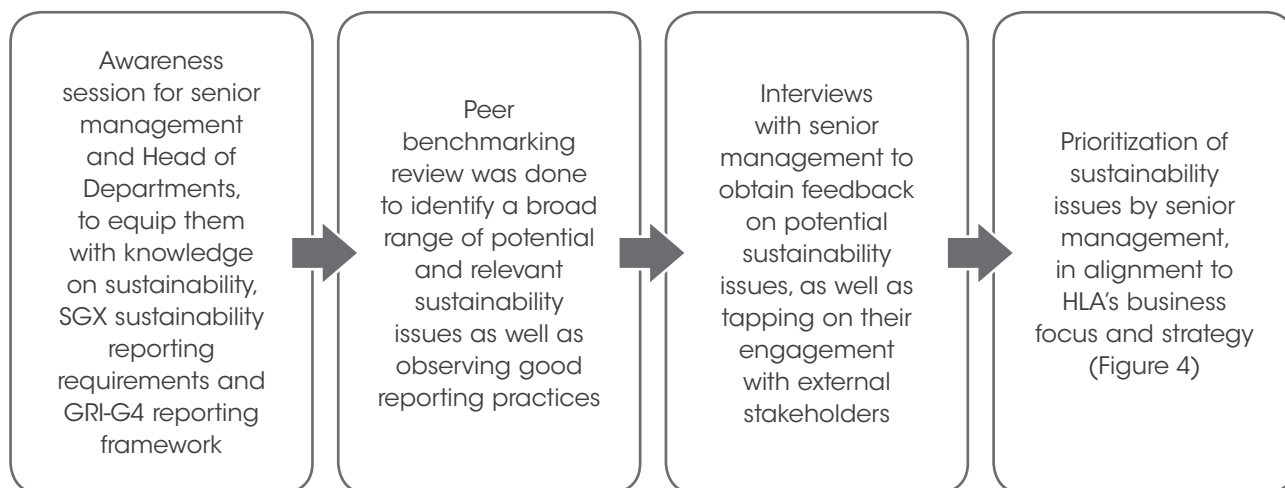 Awareness
session for senior
management
and Head of
Departments,
to equip them
with knowledge
on sustainability,
SGX sustainability
reporting
requirements and
GRI-G4 reporting
framework
Peer
benchmarking
review was done
to identify a broad
range of potential
and relevant
sustainability
issues as well as
observing good
reporting practices
Interviews
with senior
management to
obtain feedback
on potential
sustainability
issues, as well as
tapping on their
engagement
with external
stakeholders
Prioritization of
sustainability
issues by senior
management,
in alignment to
HLA's business
focus and strategy
(Figure 4)